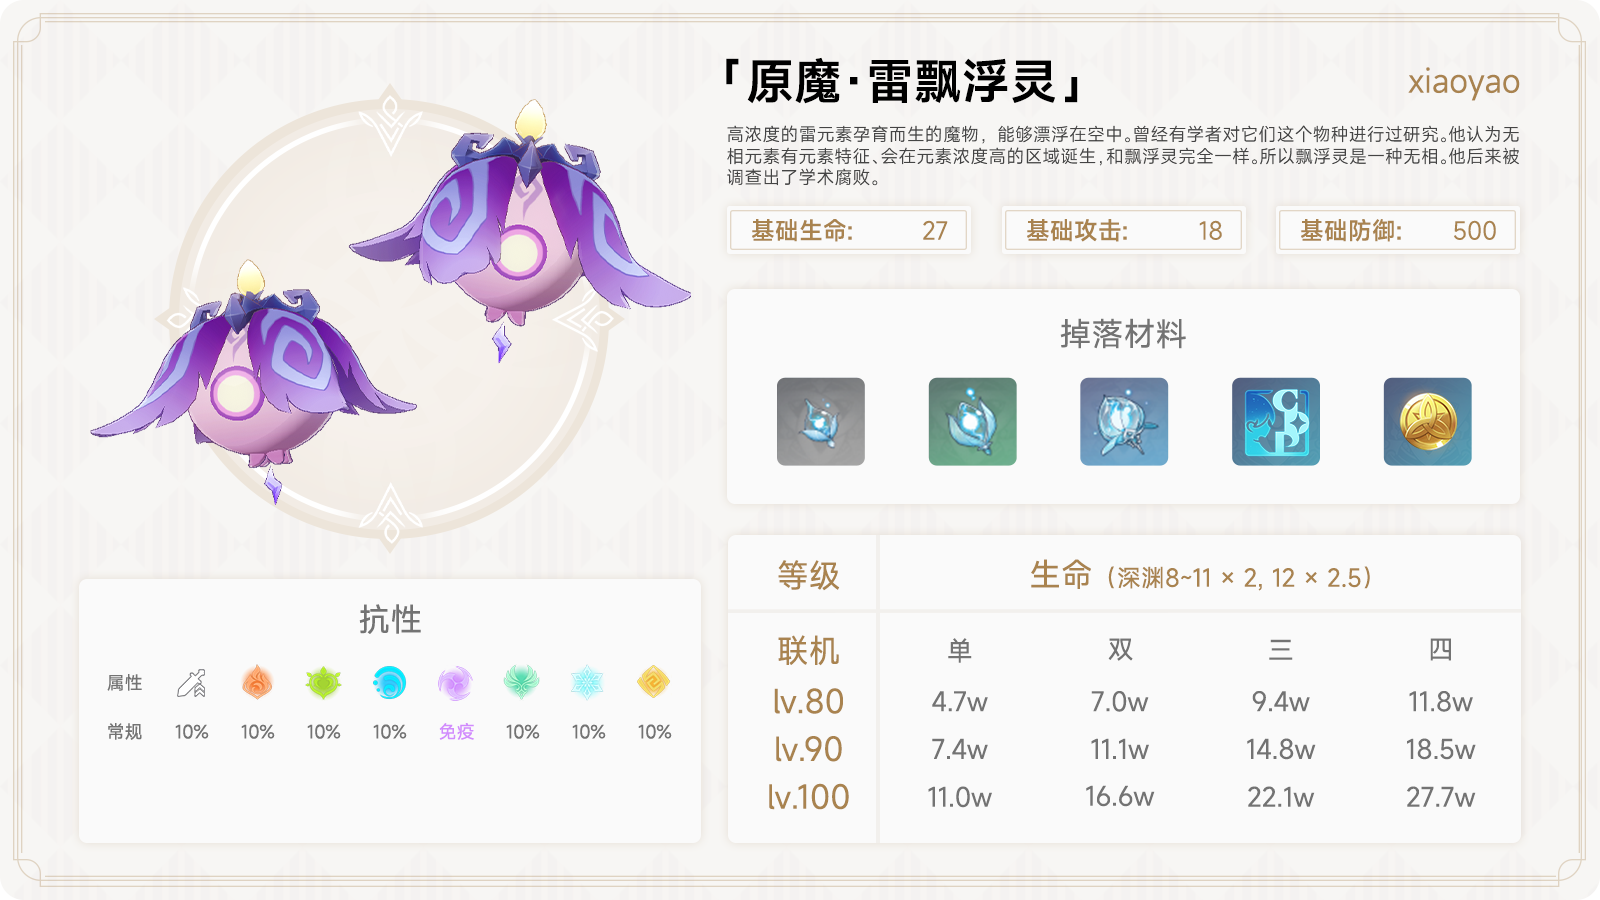 「原魔·雷飘浮灵」
xiaoyao
高浓度的雷元素孕育而生的魔物，能够漂浮在空中。曾经有学者对它们这个物种进行过研究。他认为无
相元素有元素特征、会在元素浓度高的区域诞生,和飘浮灵完全一样。所以飘浮灵是一种无相。他后来被
调查出了学术腐败。
基础生命: 27
基础攻击: 18
基础防御: 500
掉落材料
等级 生命（深渊8~11 × 2, 12 × 2.5）
联机 单 双 三 四
lv.80 4.7w 7.0w 9.4w 11.8w
lv.90 7.4w 11.1w 14.8w 18.5w
lv.100 11.0w 16.6w 22.1w 27.7w
抗性
属性
常规 10% 10% 10% 10% 免疫 10% 10% 10%